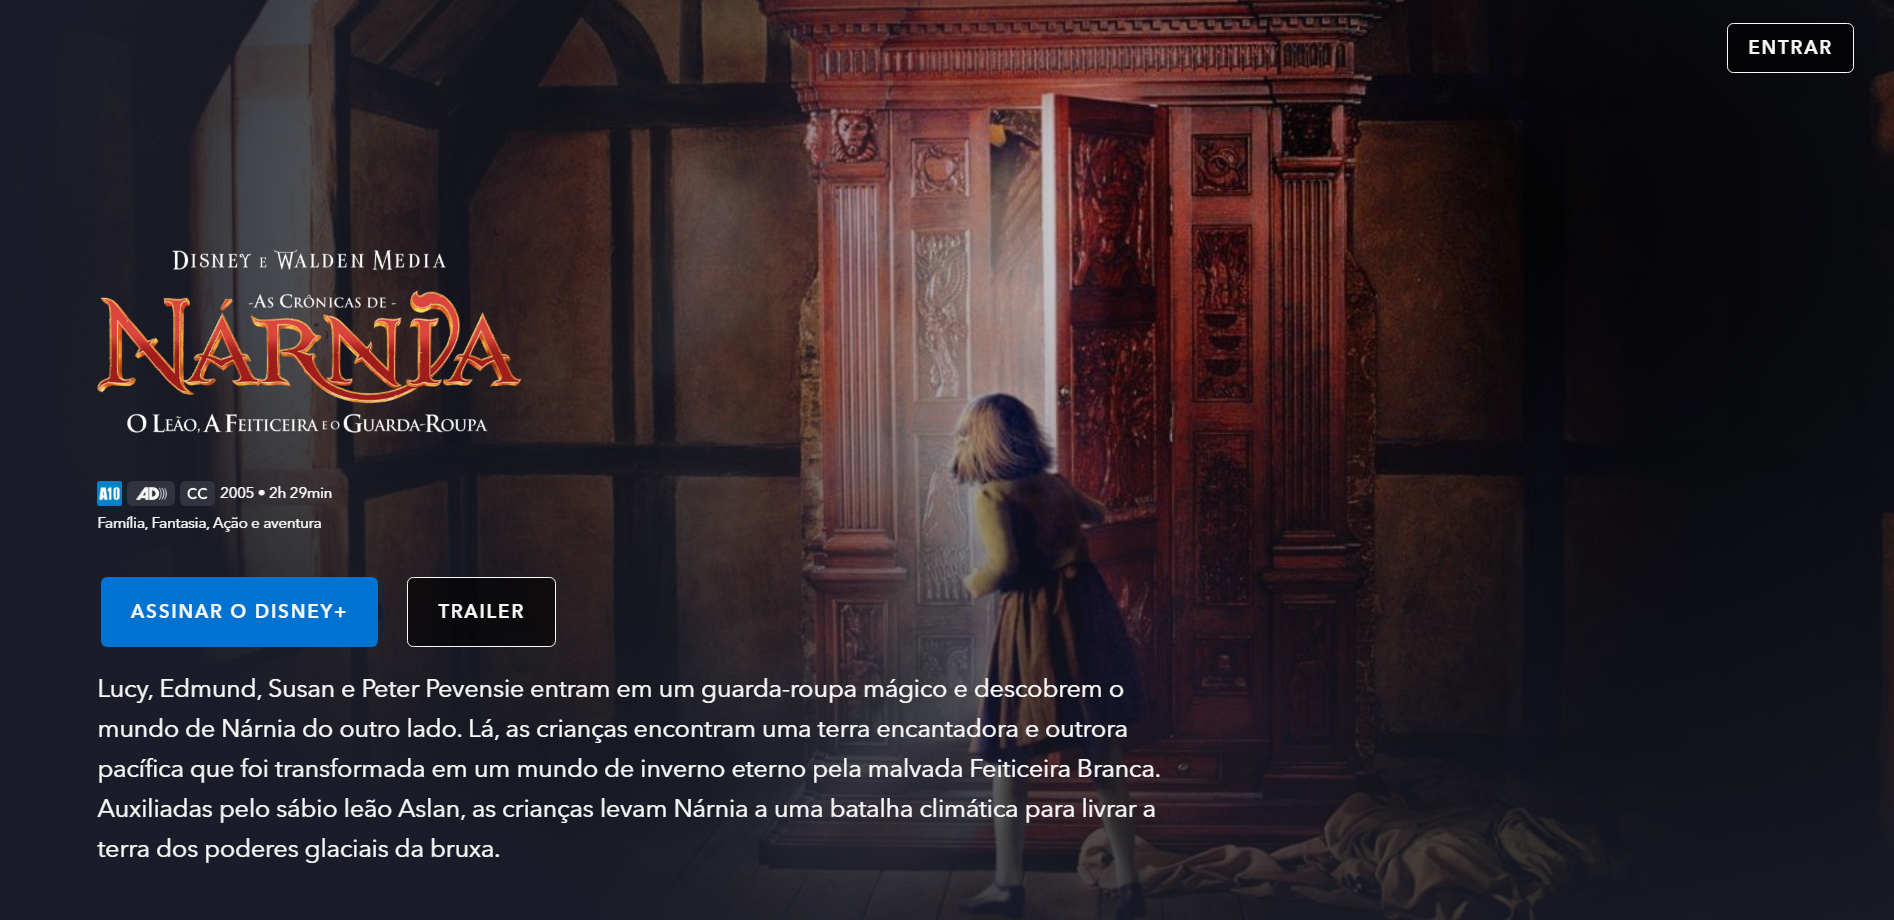 ENTRAR
DISNEY E WALDEN MEDIA
-AS CRÔNICAS DE-
NÁRNIA
O LEÃO, A FEITICEIRA E O GUARDA-ROUPA
A10 AD))) CC 2005 • 2h 29min
Família, Fantasia, Ação e aventura
ASSINAR O DISNEY+ TRAILER
Lucy, Edmund, Susan e Peter Pevensie entram em um guarda-roupa mágico e descobrem o
mundo de Nárnia do outro lado. Lá, as crianças encontram uma terra encantadora e outrora
pacífica que foi transformada em um mundo de inverno eterno pela malvada Feiticeira Branca.
Auxiliadas pelo sábio leão Aslan, as crianças levam Nárnia a uma batalha climática para livrar a
terra dos poderes glaciais da bruxa.